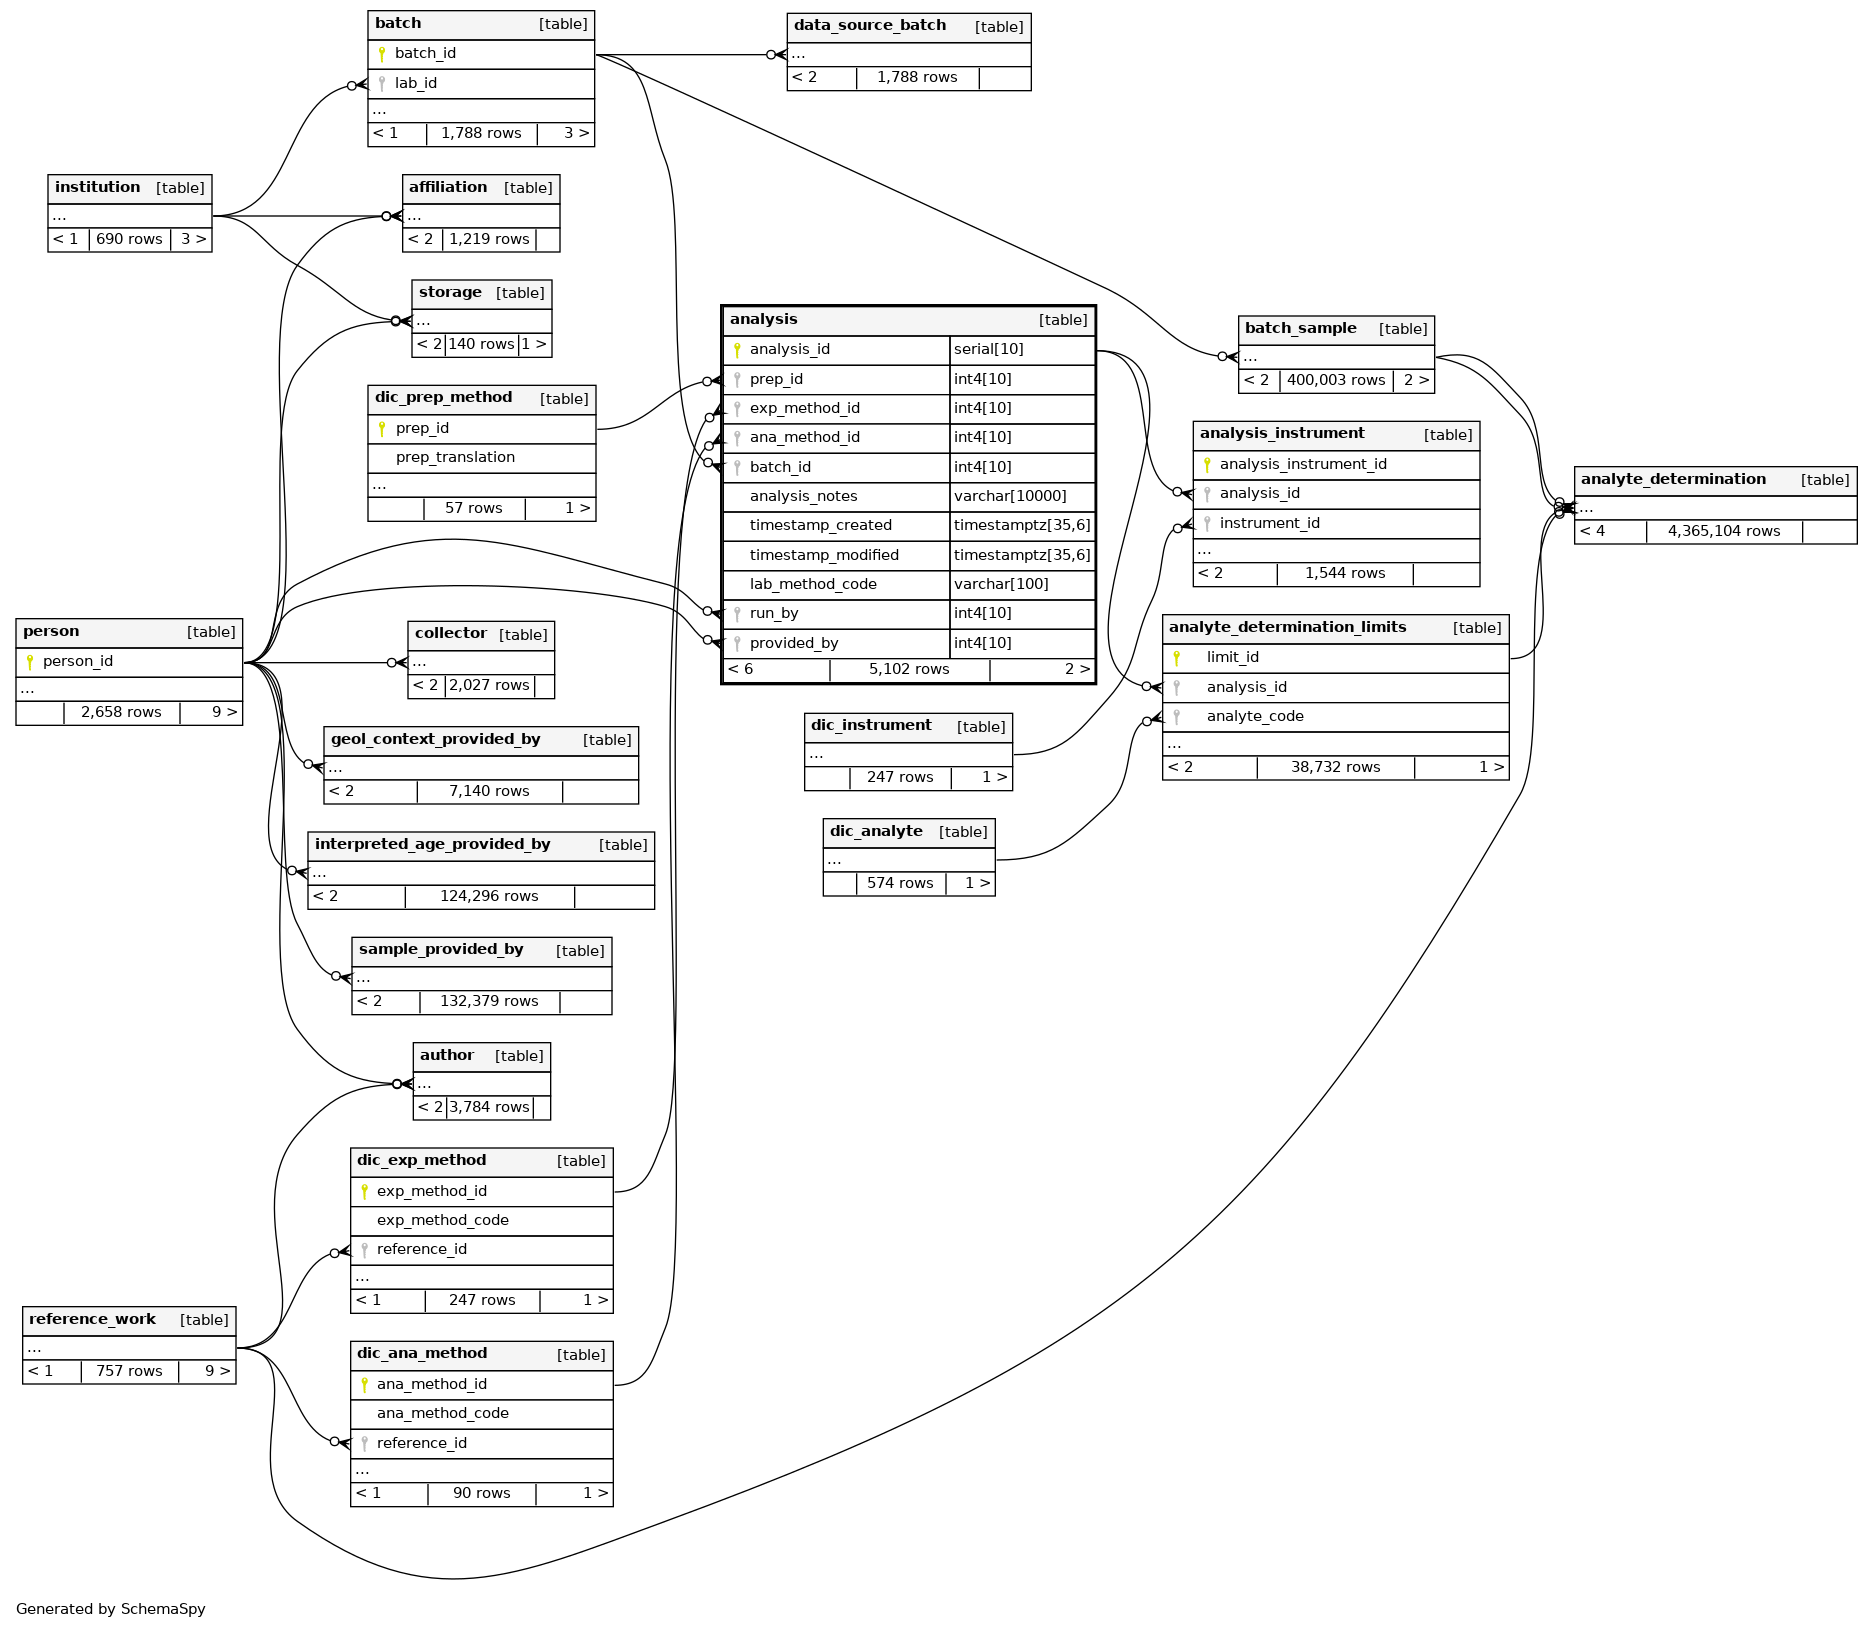 batch [table]
batch_id
lab_id
...
< 1 1,788 rows 3 >
data_source_batch [table]
...
< 2 1,788 rows
institution [table]
...
< 1 690 rows 3 >
affiliation [table]
...
< 2 1,219 rows
storage [table]
...
< 2 140 rows 1 >
dic_prep_method [table]
prep_id
prep_translation
...
57 rows 1 >
analysis [table]
analysis_id serial[10]
prep_id int4[10]
exp_method_id int4[10]
ana_method_id int4[10]
batch_id int4[10]
analysis_notes varchar[10000]
timestamp_created timestamptz[35,6]
timestamp_modified timestamptz[35,6]
lab_method_code varchar[100]
run_by int4[10]
provided_by int4[10]
< 6 5,102 rows 2 >
batch_sample [table]
...
< 2 400,003 rows 2 >
analysis_instrument [table]
analysis_instrument_id
analysis_id
instrument_id
...
< 2 1,544 rows
analyte_determination [table]
...
< 4 4,365,104 rows
analyte_determination_limits [table]
limit_id
analysis_id
analyte_code
...
< 2 38,732 rows 1 >
person [table]
person_id
...
2,658 rows 9 >
collector [table]
...
< 2 2,027 rows
geol_context_provided_by [table]
...
< 2 7,140 rows
dic_instrument [table]
...
247 rows 1 >
dic_analyte [table]
...
574 rows 1 >
interpreted_age_provided_by [table]
...
< 2 124,296 rows
sample_provided_by [table]
...
< 2 132,379 rows
author [table]
...
< 2 3,784 rows
dic_exp_method [table]
exp_method_id
exp_method_code
reference_id
...
< 1 247 rows 1 >
reference_work [table]
...
< 1 757 rows 9 >
dic_ana_method [table]
ana_method_id
ana_method_code
reference_id
...
< 1 90 rows 1 >
Generated by SchemaSpy